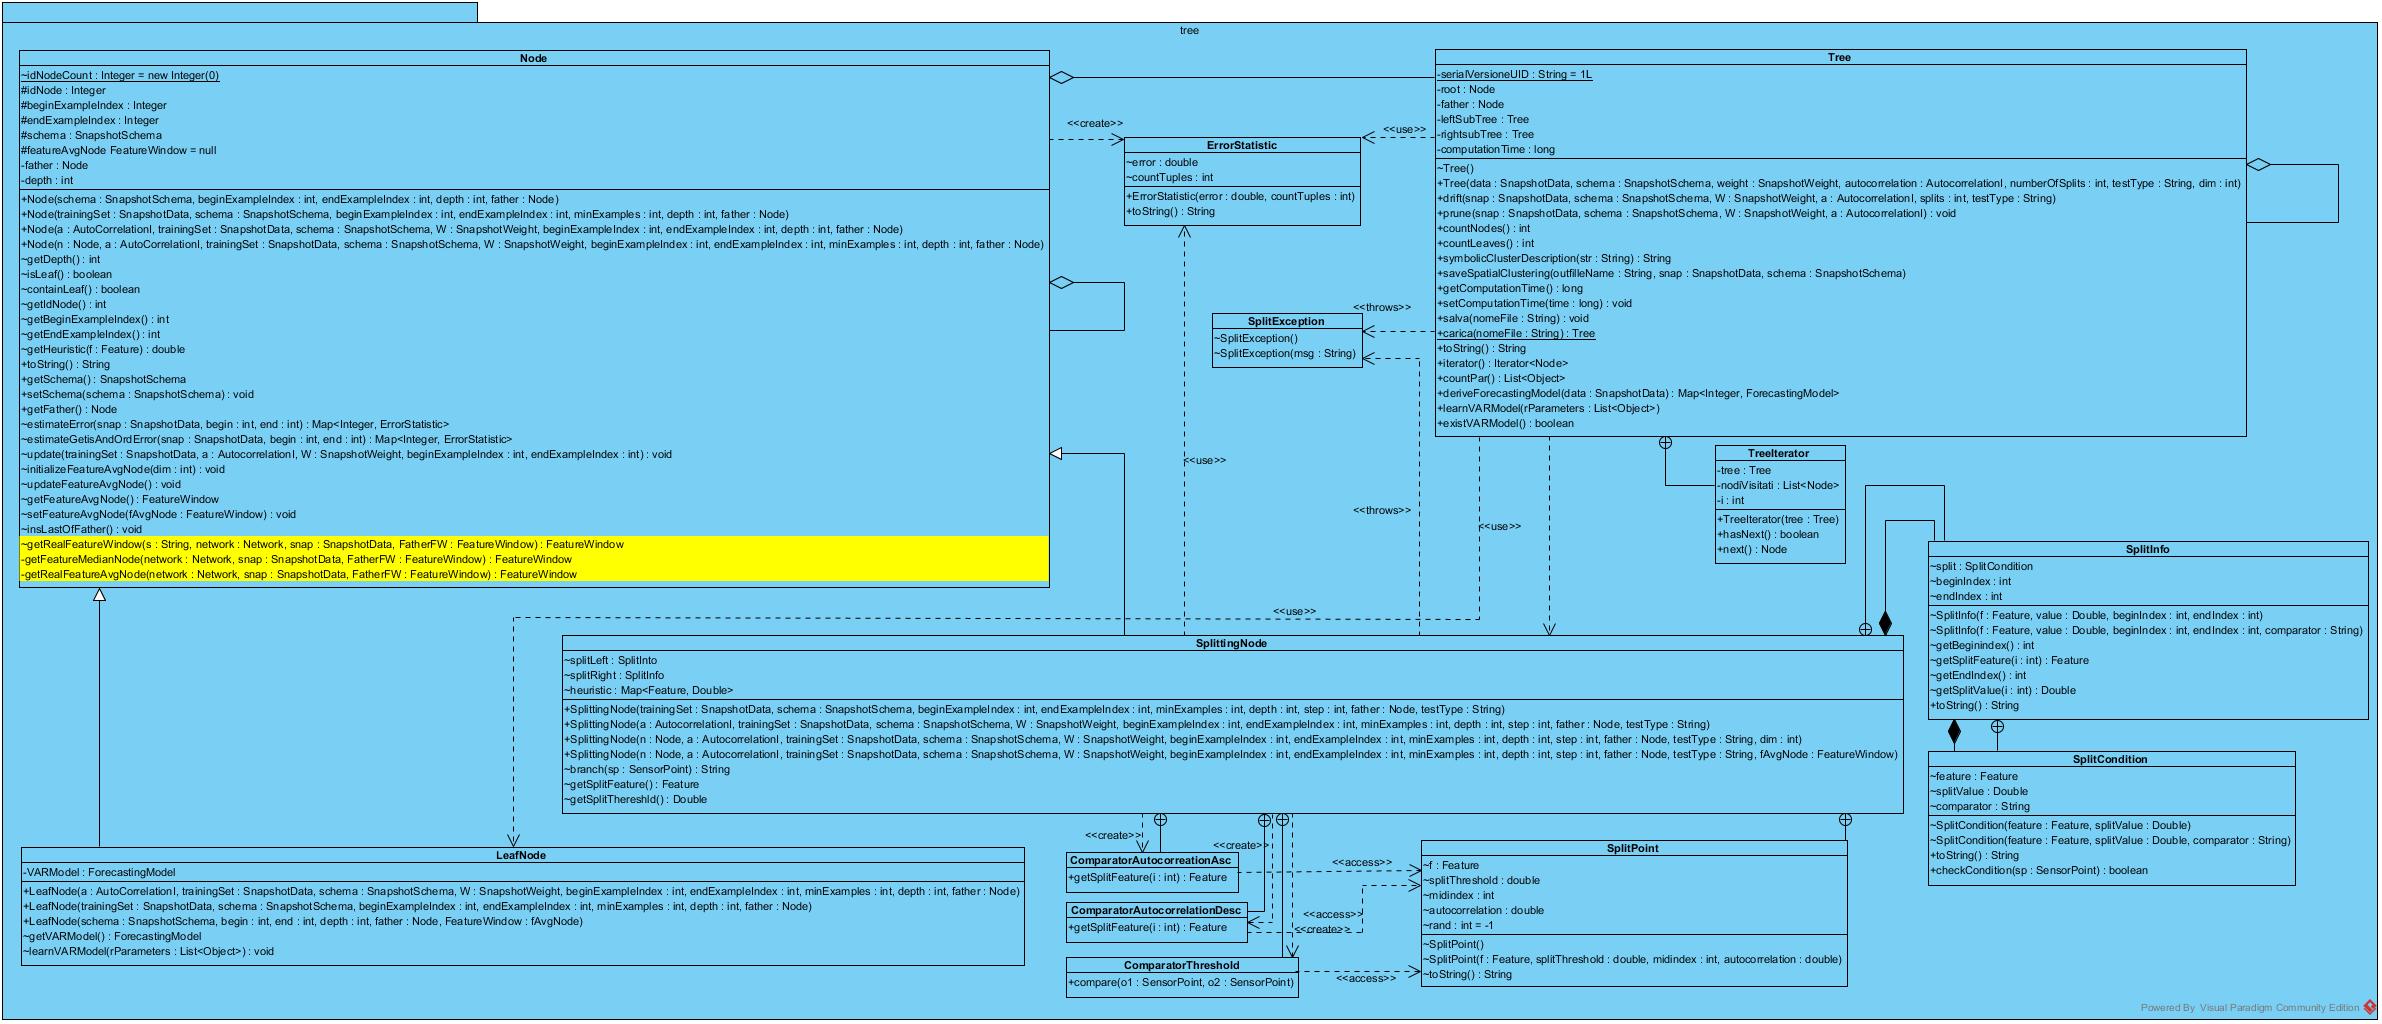 tree
Node
~idNodeCount : Integer = new Integer(0)
#idNode : Integer
#beginExampleIndex : Integer
#endExampleIndex : Integer
#schema : SnapshotSchema
#featureAvgNode FeatureWindow = null
-father : Node
-depth : int
+Node(schema : SnapshotSchema, beginExampleIndex : int, endExampleIndex : int, depth : int, father : Node)
+Node(trainingSet : SnapshotData, schema : SnapshotSchema, beginExampleIndex : int, endExampleIndex : int, minExamples : int, depth : int, father : Node)
+Node(a : AutoCorrelationI, trainingSet : SnapshotData, schema : SnapshotSchema, W : SnapshotWeight, beginExampleIndex : int, endExampleIndex : int, depth : int, father : Node)
+Node(n : Node, a : AutoCorrelationI, trainingSet : SnapshotData, schema : SnapshotSchema, W : SnapshotWeight, beginExampleIndex : int, endExampleIndex : int, minExamples : int, depth : int, father : Node)
~getDepth() : int
~isLeaf() : boolean
~containLeaf() : boolean
~getIdNode() : int
~getBeginExampleIndex() : int
~getEndExampleIndex() : int
~getHeuristic(f : Feature) : double
+toString() : String
+getSchema() : SnapshotSchema
+setSchema(schema : SnapshotSchema) : void
+getFather() : Node
~estimateError(snap : SnapshotData, begin : int, end : int) : Map<Integer, ErrorStatistic>
~estimateGetisAndOrdError(snap : SnapshotData, begin : int, end : int) : Map<Integer, ErrorStatistic>
~update(trainingSet : SnapshotData, a : AutocorrelationI, W : SnapshotWeight, beginExampleIndex : int, endExampleIndex : int) : void
~initializeFeatureAvgNode(dim : int) : void
~updateFeatureAvgNode() : void
~getFeatureAvgNode() : FeatureWindow
~setFeatureAvgNode(fAvgNode : FeatureWindow) : void
~insLastOfFather() : void
~getRealFeatureWindow(s : String, network : Network, snap : SnapshotData, FatherFW : FeatureWindow) : FeatureWindow
-getFeatureMedianNode(network : Network, snap : SnapshotData, FatherFW : FeatureWindow) : FeatureWindow
-getRealFeatureAvgNode(network : Network, snap : SnapshotData, FatherFW : FeatureWindow) : FeatureWindow
<<create>>
ErrorStatistic
~error : double
~countTuples : int
+ErrorStatistic(error : double, countTuples : int)
+toString() : String
<<use>>
<<throws>>
SplitException
~SplitException()
~SplitException(msg : String)
<<use>>
<<throws>>
<<use>>
<<use>>
Tree
-serialVersioneUID : String = 1L
-root : Node
-father : Node
-leftSubTree : Tree
-rightsubTree : Tree
-computationTime : long
~Tree()
+Tree(data : SnapshotData, schema : SnapshotSchema, weight : SnapshotWeight, autocorrelation : AutocorrelationI, numberOfSplits : int, testType : String, dim : int)
+drift(snap : SnapshotData, schema : SnapshotSchema, W : SnapshotWeight, a : AutocorrelationI, splits : int, testType : String)
+prune(snap : SnapshotData, schema : SnapshotSchema, W : SnapshotWeight, a : AutocorrelationI) : void
+countNodes() : int
+countLeaves() : int
+symbolicClusterDescription(str : String) : String
+saveSpatialClustering(outfilleName : String, snap : SnapshotData, schema : SnapshotSchema)
+getComputationTime() : long
+setComputationTime(time : long) : void
+salva(nomeFile : String) : void
+carica(nomeFile : String) : Tree
+toString() : String
+iterator() : Iterator<Node>
+countPar() : List<Object>
+deriveForecastingModel(data : SnapshotData) : Map<Integer, ForecastingModel>
+learnVARModel(rParameters : List<Object>)
+existVARModel() : boolean
TreeIterator
-tree : Tree
-nodiVisitati : List<Node>
-i : int
+TreeIterator(tree : Tree)
+hasNext() : boolean
+next() : Node
SplitInfo
~split : SplitCondition
~beginIndex : int
~endIndex : int
~SplitInfo(f : Feature, value : Double, beginIndex : int, endIndex : int)
~SplitInfo(f : Feature, value : Double, beginIndex : int, endIndex : int, comparator : String)
~getBeginindex() : int
~getSplitFeature(i : int) : Feature
~getEndIndex() : int
~getSplitValue(i : int) : Double
+toString() : String
SplittingNode
~splitLeft : SplitInto
~splitRight : SplitInfo
~heuristic : Map<Feature, Double>
+SplittingNode(trainingSet : SnapshotData, schema : SnapshotSchema, beginExampleIndex : int, endExampleIndex : int, minExamples : int, depth : int, step : int, father : Node, testType : String)
+SplittingNode(a : AutocorrelationI, trainingSet : SnapshotData, schema : SnapshotSchema, W : SnapshotWeight, beginExampleIndex : int, endExampleIndex : int, minExamples : int, depth : int, step : int, father : Node, testType : String)
+SplittingNode(n : Node, a : AutocorrelationI, trainingSet : SnapshotData, schema : SnapshotSchema, W : SnapshotWeight, beginExampleIndex : int, endExampleIndex : int, minExamples : int, depth : int, step : int, father : Node, testType : String, dim : int)
+SplittingNode(n : Node, a : AutocorrelationI, trainingSet : SnapshotData, schema : SnapshotSchema, W : SnapshotWeight, beginExampleIndex : int, endExampleIndex : int, minExamples : int, depth : int, step : int, father : Node, testType : String, fAvgNode : FeatureWindow)
~branch(sp : SensorPoint) : String
~getSplitFeature() : Feature
~getSplitThereshld() : Double
SplitCondition
~feature : Feature
~splitValue : Double
~comparator : String
~SplitCondition(feature : Feature, splitValue : Double)
~SplitCondition(feature : Feature, splitValue : Double, comparator : String)
+toString() : String
+checkCondition(sp : SensorPoint) : boolean
LeafNode
-VARModel : ForecastingModel
+LeafNode(a : AutoCorrelationI, trainingSet : SnapshotData, schema : SnapshotSchema, W : SnapshotWeight, beginExampleIndex : int, endExampleIndex : int, minExamples : int, depth : int, father : Node)
+LeafNode(trainingSet : SnapshotData, schema : SnapshotSchema, beginExampleIndex : int, endExampleIndex : int, minExamples : int, depth : int, father : Node)
+LeafNode(schema : SnapshotSchema, begin : int, end : int, depth : int, father : Node, FeatureWindow : fAvgNode)
~getVARModel() : ForecastingModel
~learnVARModel(rParameters : List<Object>) : void
<<create>>
<<create>>
ComparatorAutocorreationAsc
+getSplitFeature(i : int) : Feature
<<access>>
ComparatorAutocorrelationDesc
+getSplitFeature(i : int) : Feature
<<access>>
<<create>>
ComparatorThreshold
+compare(o1 : SensorPoint, o2 : SensorPoint)
<<access>>
SplitPoint
~f : Feature
~splitThreshold : double
~midindex : int
~autocorrelation : double
~rand : int = -1
~SplitPoint()
~SplitPoint(f : Feature, splitThreshold : double, midindex : int, autocorrelation : double)
~toString() : String
Powered By Visual Paradigm Community Edition